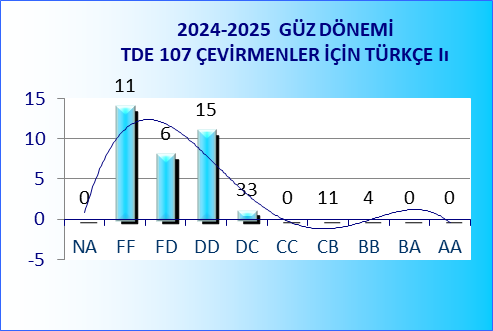 2024-2025 GÜZ DÖNEMİ
TDE 107 ÇEVİRMENLER İÇİN TÜRKÇE Iı
15
10
5
0
-5
0 11 6 15 33 0 11 4 0 0
NA FF FD DD DC CC CB BB BA AA